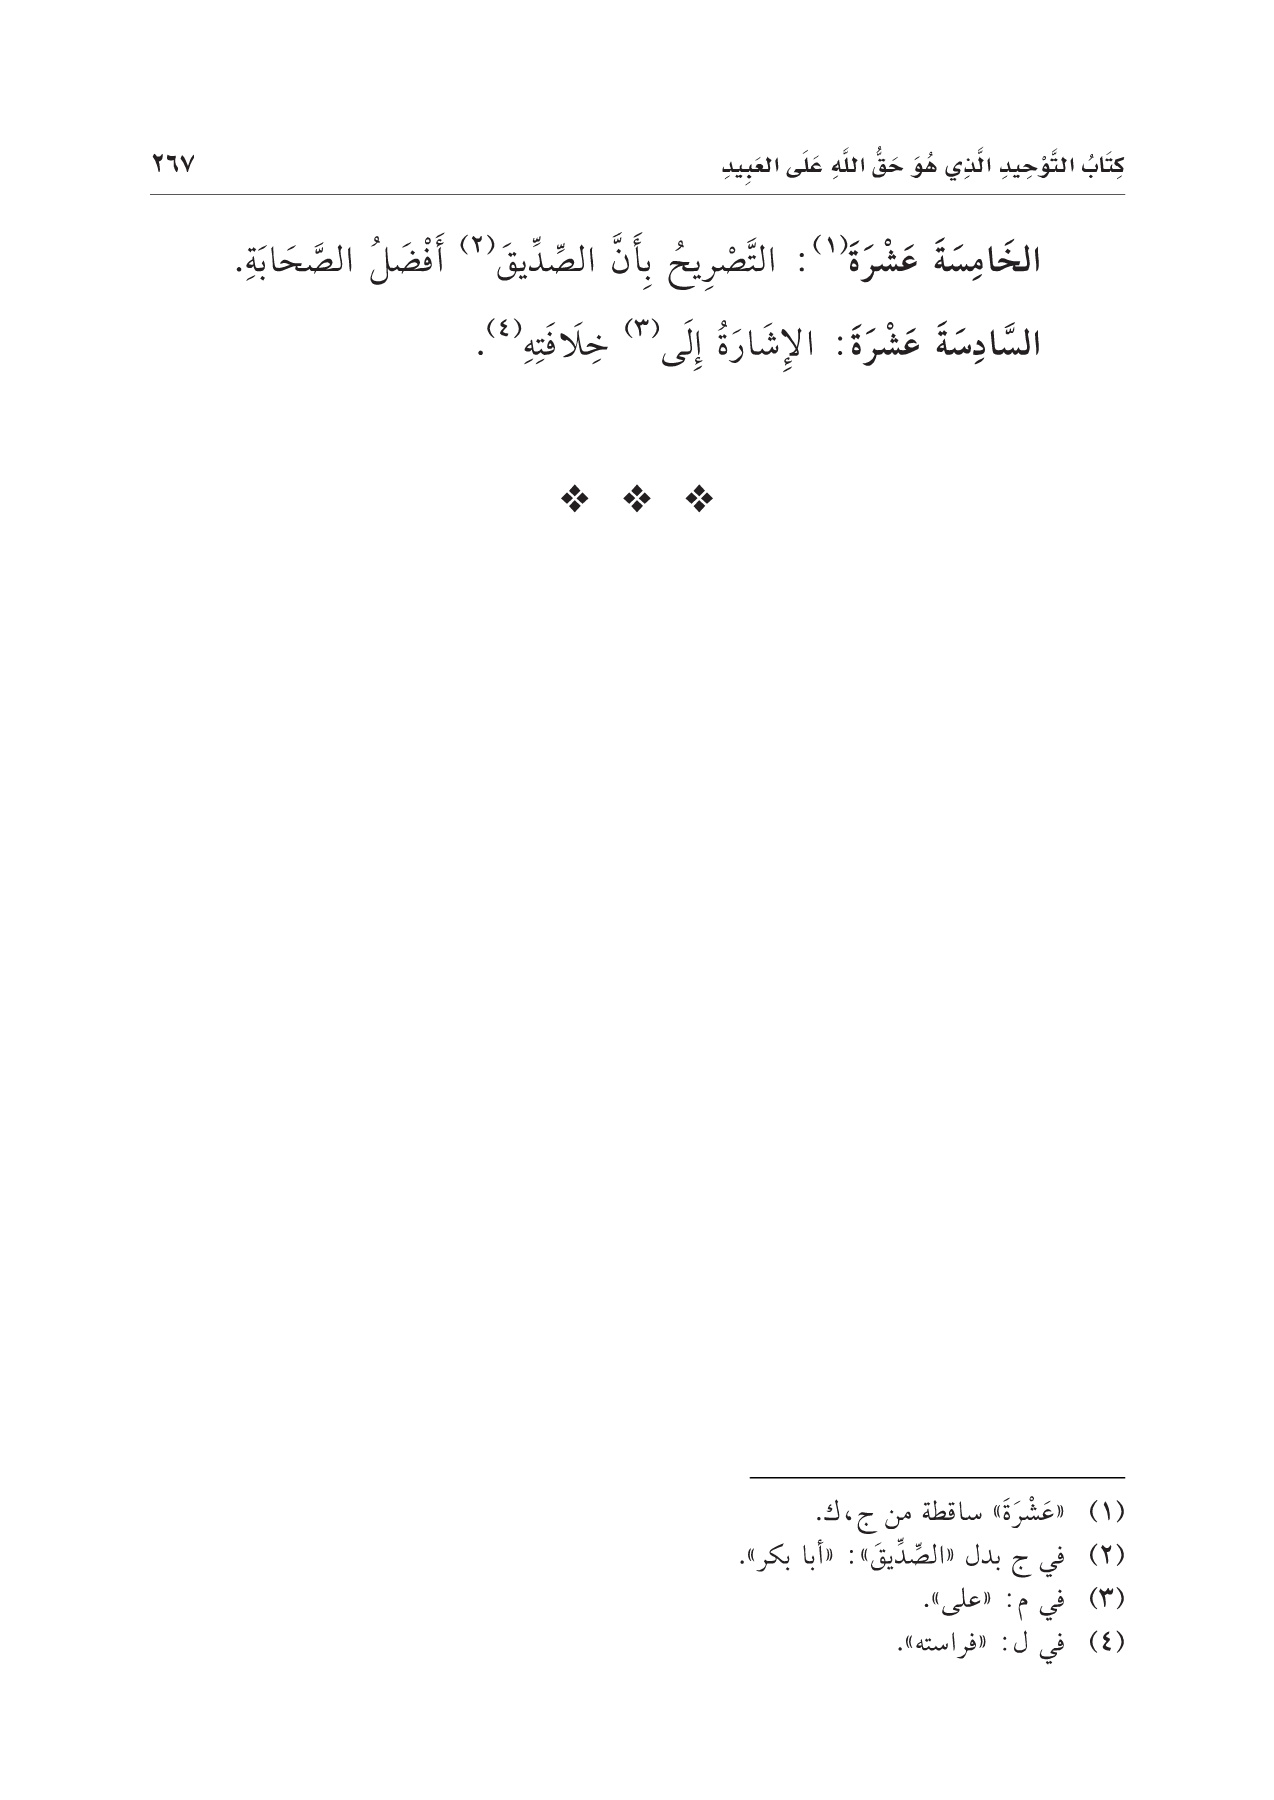 كِتَابُ التَّوْحِيدِ الَّذِي هُوَ حَقُّ اللَّهِ عَلَى العَبِيدِ ٢٦٧
الخَامِسَةَ عَشْرَةَ(١): التَّصْرِيحُ بِأَنَّ الصِّدِّيقَ(٢) أَفْضَلُ الصَّحَابَةِ.
السَّادِسَةَ عَشْرَةَ: الإِشَارَةُ إِلَى(٣) خِلَافَتِهِ(٤).
(١) «عَشْرَةَ» ساقطة من ج، ك.
(٢) في ج بدل «الصِّدِّيقَ»: «أبا بكر».
(٣) في م: «على».
(٤) في ل: «فراسته».